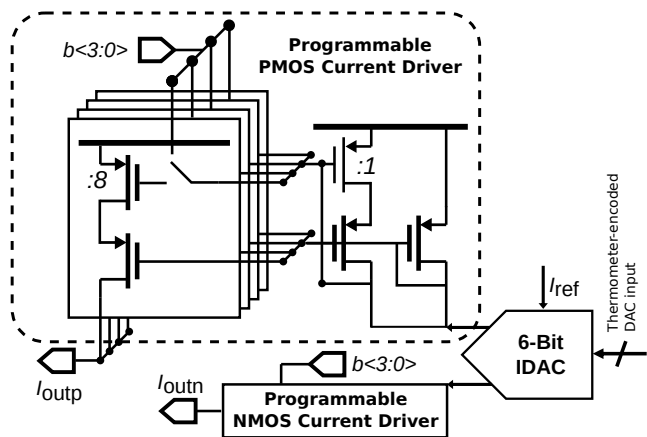 b<3:0>
Programmable
PMOS Current Driver
:8
:1
Iref
Thermometer-encoded
DAC input
6-Bit
IDAC
Ioutp
Ioutn
b<3:0>
Programmable
NMOS Current Driver